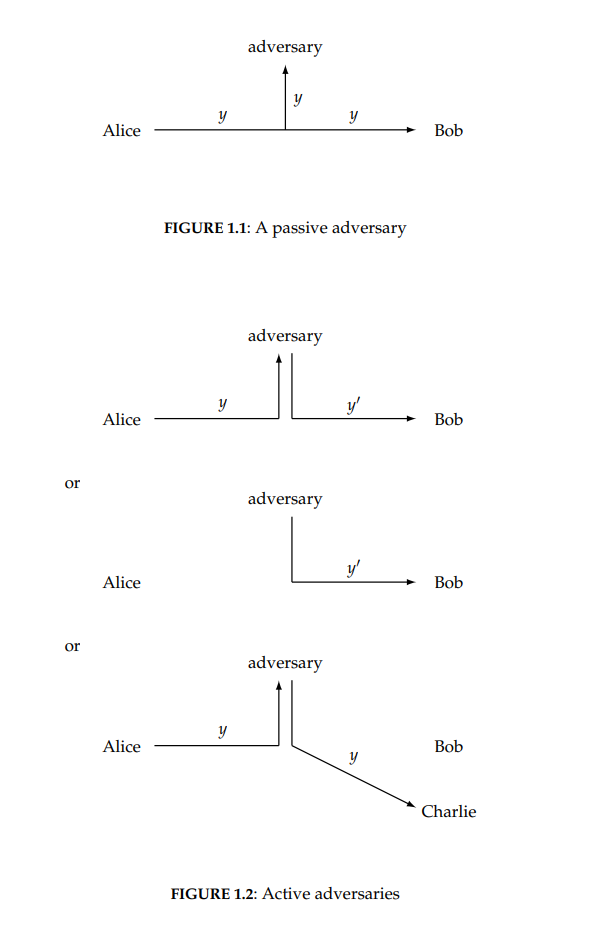 adversary
y
y
y
Alice
Bob
FIGURE 1.1: A passive adversary
adversary
y
y′
Alice
Bob
or
adversary
y′
Alice
Bob
or
adversary
y
Alice
Bob
y
Charlie
FIGURE 1.2: Active adversaries